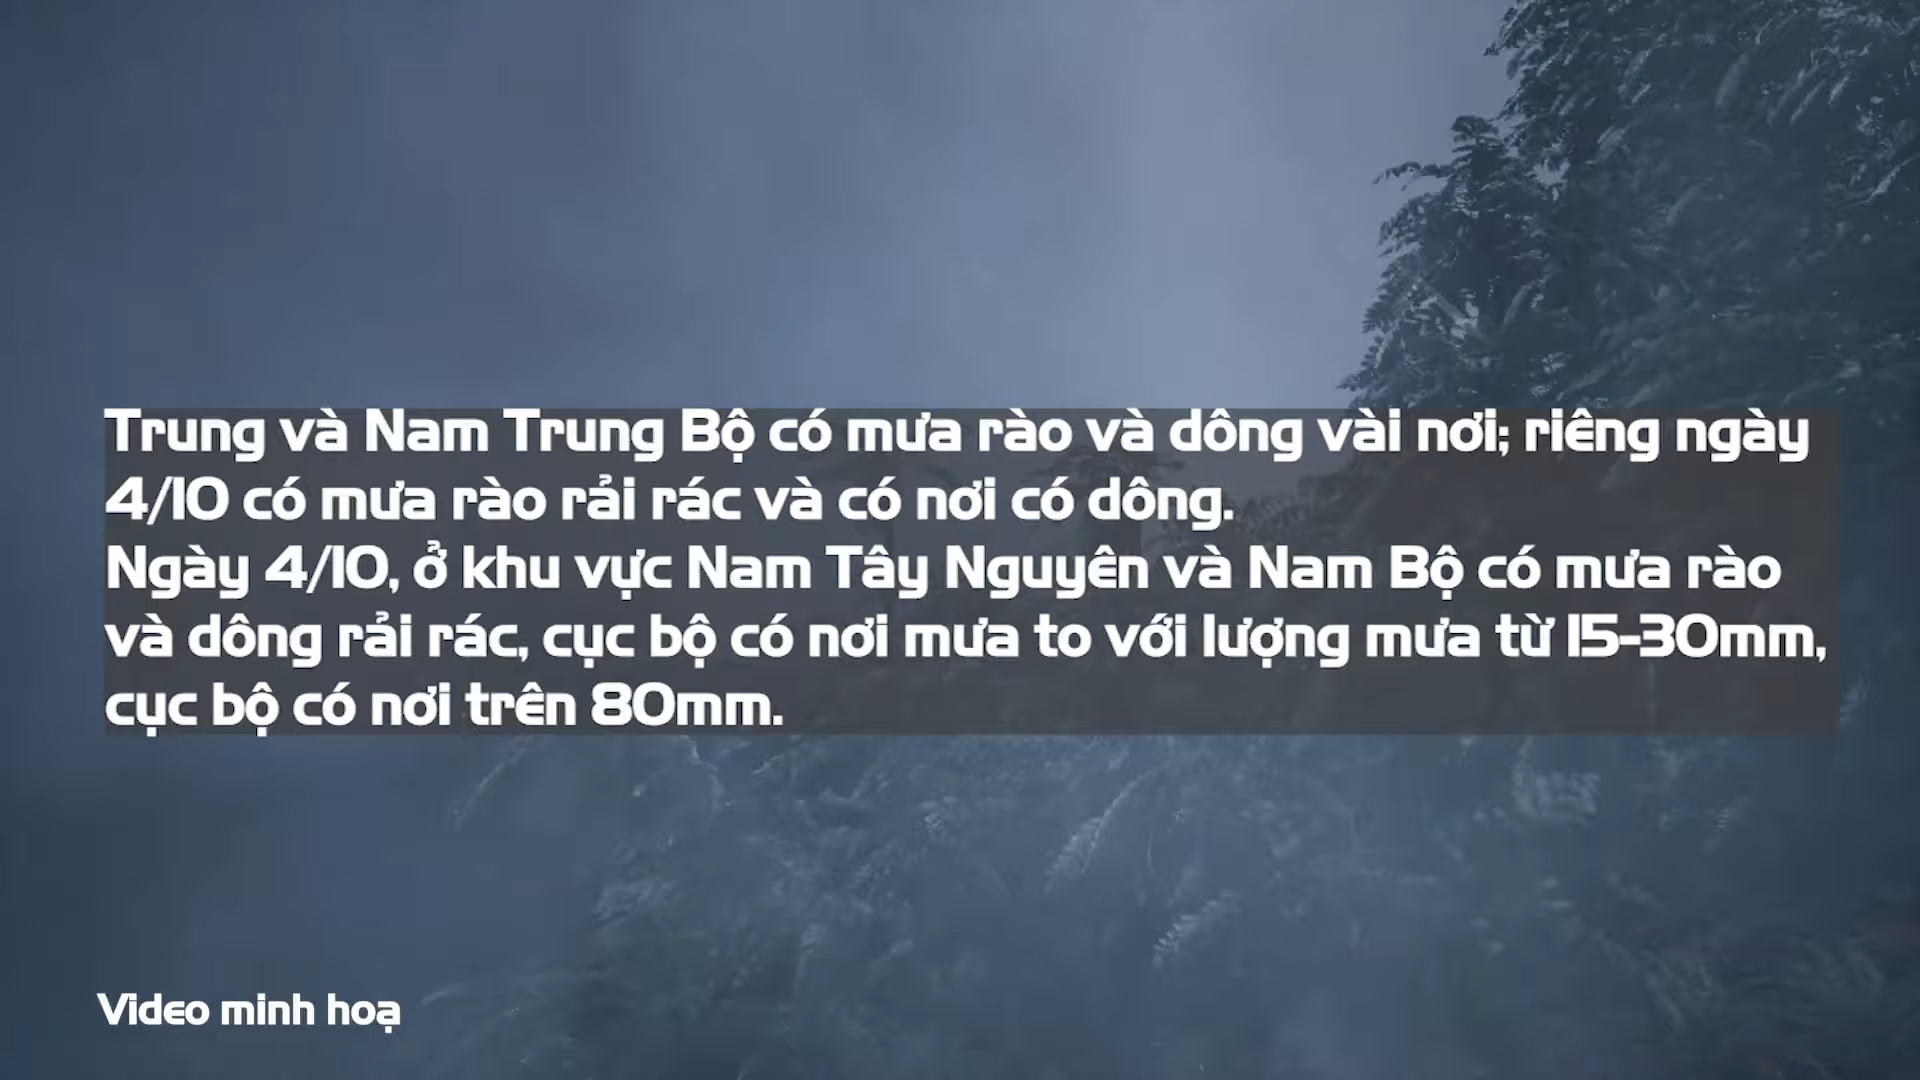 Trung và Nam Trung Bộ có mưa rào và dông vài nơi; riêng ngày
4/10 có mưa rào rải rác và có nơi có dông.
Ngày 4/10, ở khu vực Nam Tây Nguyên và Nam Bộ có mưa rào
và dông rải rác, cục bộ có nơi mưa to với lượng mưa từ 15-30mm,
cục bộ có nơi trên 80mm.
Video minh hoạ